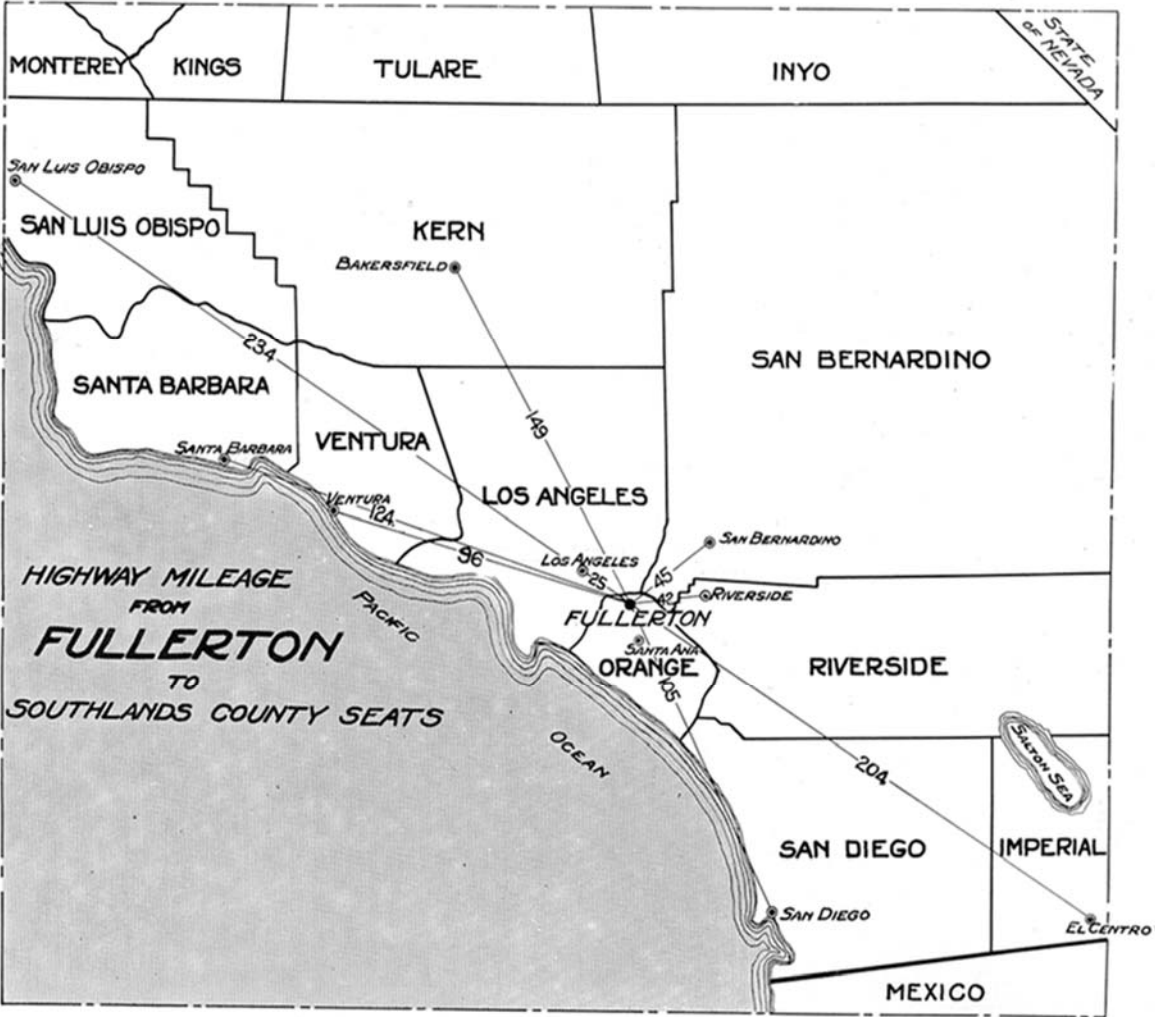 STATE
OF NEVADA
MONTEREY
KINGS
TULARE
INYO
SAN LUIS OBISPO
SAN LUIS OBISPO
KERN
BAKERSFIELD
234
SAN BERNARDINO
SANTA BARBARA
149
SANTA BARBARA
VENTURA
LOS ANGELES
VENTURA
124
96
SAN BERNARDINO
LOS ANGELES
25
45
42
RIVERSIDE
FULLERTON
HIGHWAY MILEAGE
FROM
FULLERTON
TO
SOUTHLANDS COUNTY SEATS
PACIFIC
OCEAN
SANTA ANA
ORANGE
105
RIVERSIDE
SALTON SEA
204
SAN DIEGO
IMPERIAL
SAN DIEGO
EL CENTRO
MEXICO